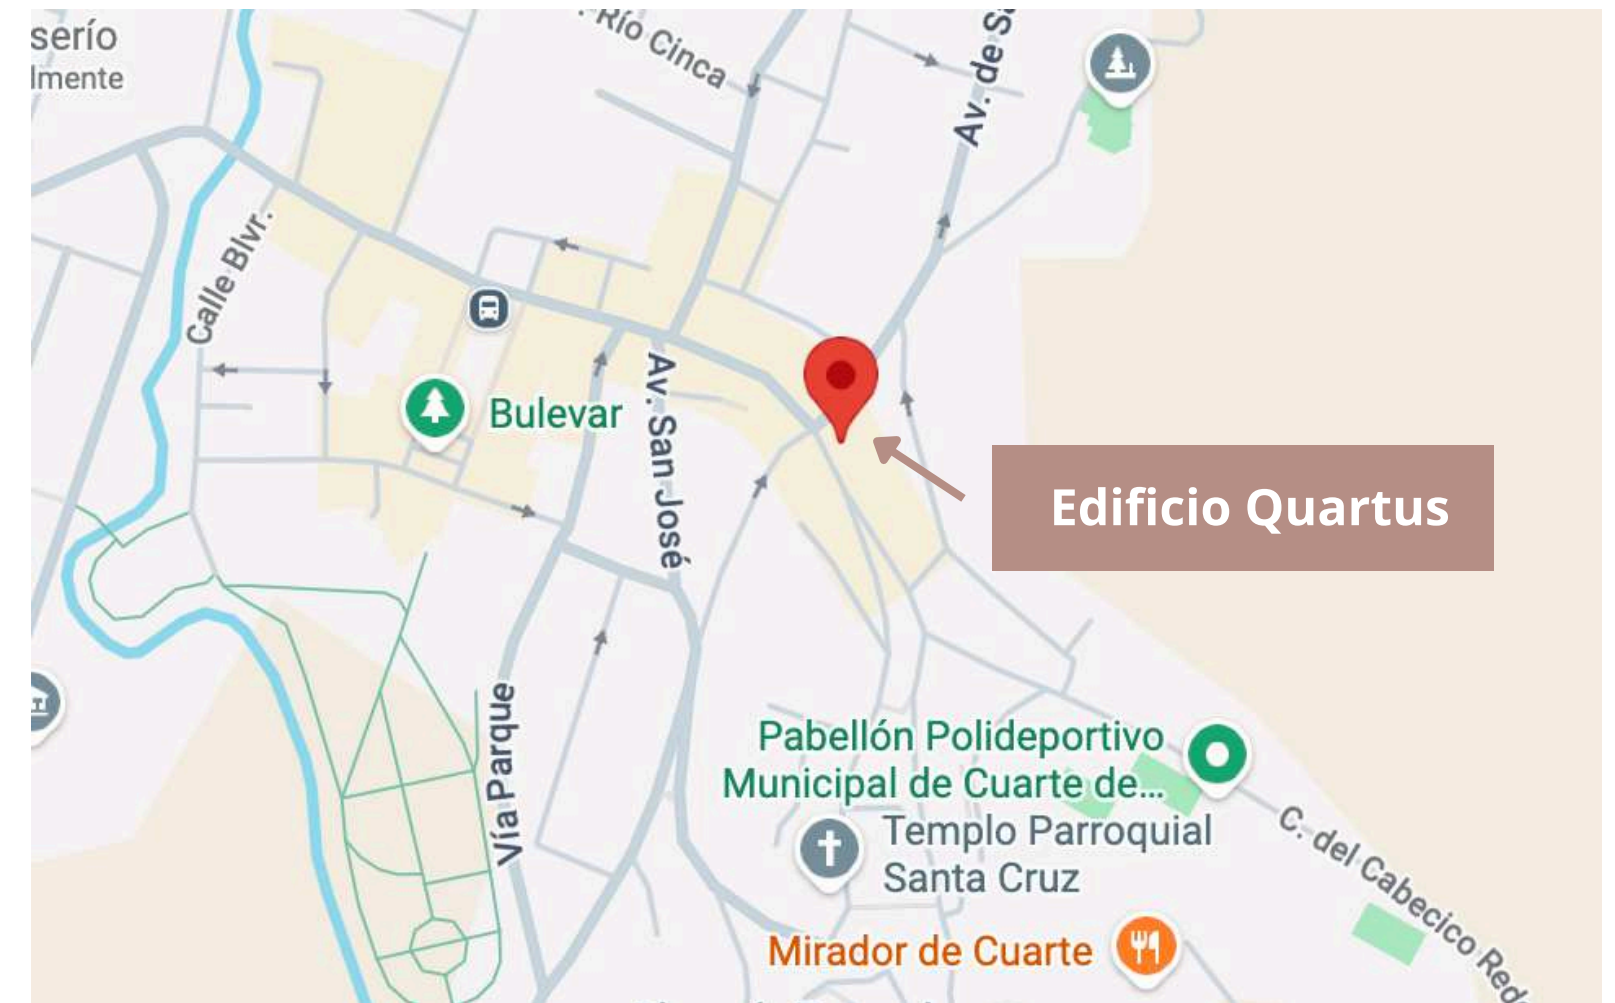 serío
lmente
Río Cinca
Av. de S
Calle Blvr.
Bulevar
Av. San José
Edificio Quartus
Vía Parque
Pabellón Polideportivo
Municipal de Cuarte de...
Templo Parroquial
Santa Cruz
C. del Cabecico Red
Mirador de Cuarte